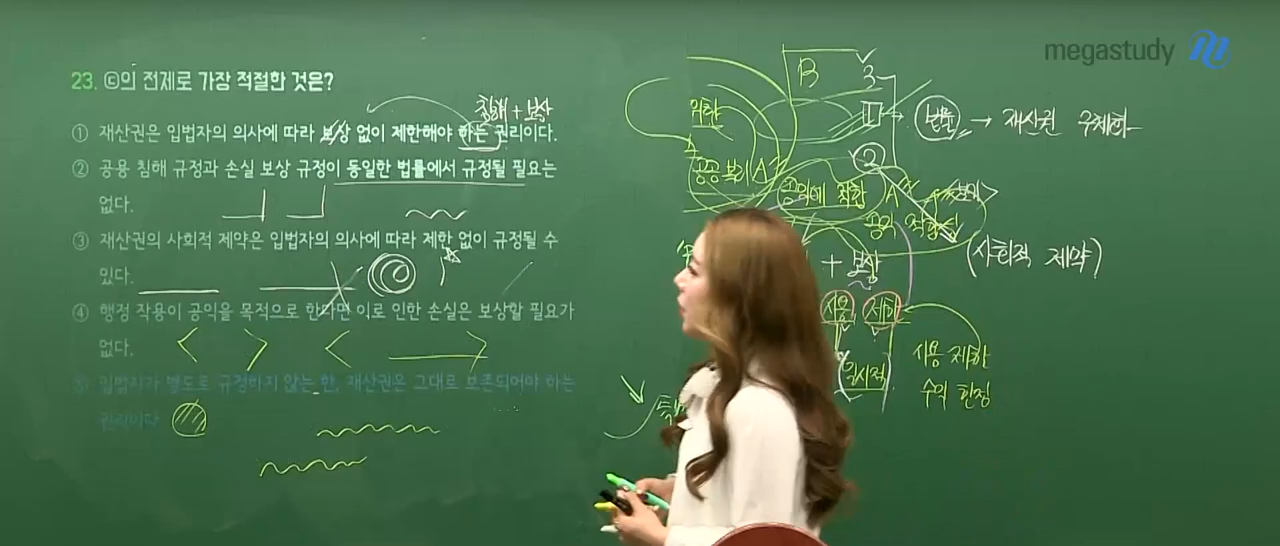 megastudy
23. ©의 전제로 가장 적절한 것은?
① 재산권은 입법자의 의사에 따라 보상 없이 제한해야 하는 권리이다.
② 공용 침해 규정과 손실 보상 규정이 동일한 법률에서 규정될 필요는
없다.
③ 재산권의 사회적 제약은 입법자의 의사에 따라 제한 없이 규정될 수
있다.
④ 행정 작용이 공익을 목적으로 한다면 이로 인한 손실은 보상할 필요가
없다.
⑤ 입법자가 별도로 규정하지 않는 한, 재산권은 그대로 보존되어야 하는
권리이다
침해 + 보상
B
3
1
→ 법률 → 재산권 구체화
위한
2
A
공공복리
공익에 적합
A
공익 적합성
+ 보상
(사회적 제약)
사용
제한
일시적
사용 제한
수익 한정